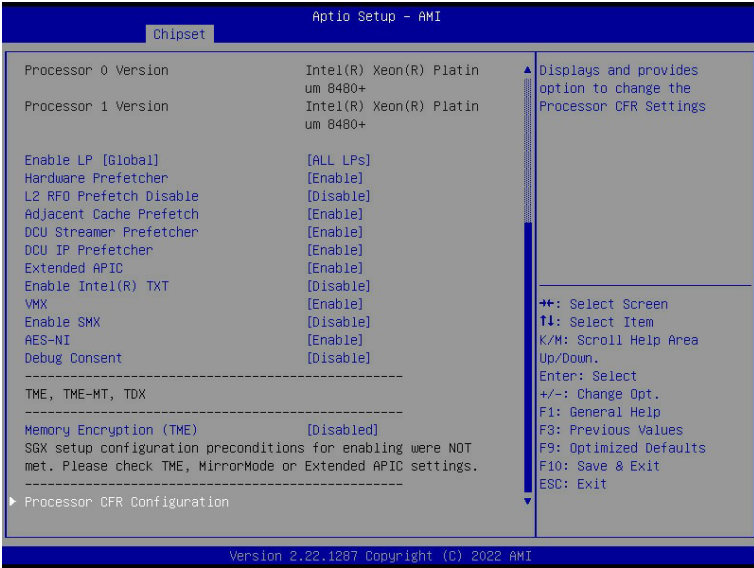 Aptio Setup – AMI
Chipset
Processor 0 Version Intel(R) Xeon(R) Platin
um 8480+
Processor 1 Version Intel(R) Xeon(R) Platin
um 8480+
Enable LP [Global] [ALL LPs]
Hardware Prefetcher [Enable]
L2 RFO Prefetch Disable [Disable]
Adjacent Cache Prefetch [Enable]
DCU Streamer Prefetcher [Enable]
DCU IP Prefetcher [Enable]
Extended APIC [Enable]
Enable Intel(R) TXT [Disable]
VMX [Enable]
Enable SMX [Disable]
AES-NI [Enable]
Debug Consent [Disable]
--------------------------------------------------
TME, TME-MT, TDX
--------------------------------------------------
Memory Encryption (TME) [Disabled]
SGX setup configuration preconditions for enabling were NOT
met. Please check TME, MirrorMode or Extended APIC settings.
--------------------------------------------------
▶ Processor CFR Configuration
Displays and provides
option to change the
Processor CFR Settings
→←: Select Screen
↑↓: Select Item
K/M: Scroll Help Area
Up/Down.
Enter: Select
+/-: Change Opt.
F1: General Help
F3: Previous Values
F9: Optimized Defaults
F10: Save & Exit
ESC: Exit
Version 2.22.1287 Copyright (C) 2022 AMI